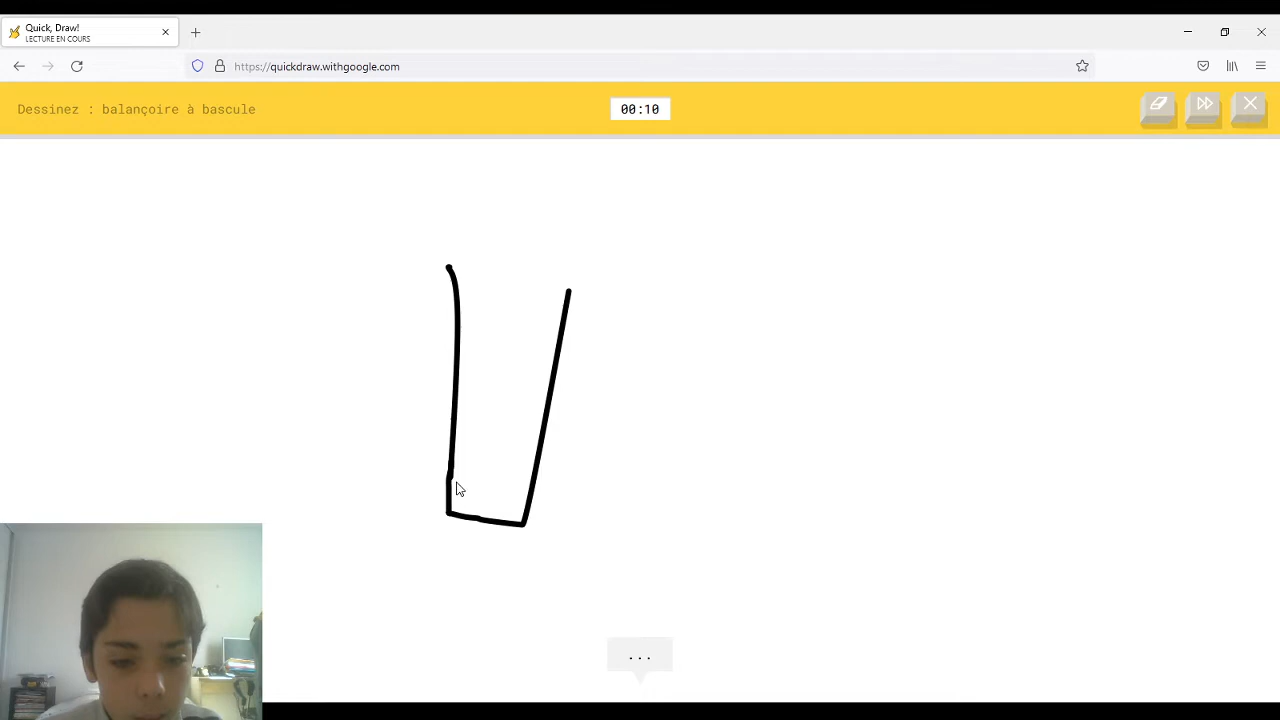 Quick, Draw!
LECTURE EN COURS
https://quickdraw.withgoogle.com
Dessinez : balançoire à bascule
00:10
...